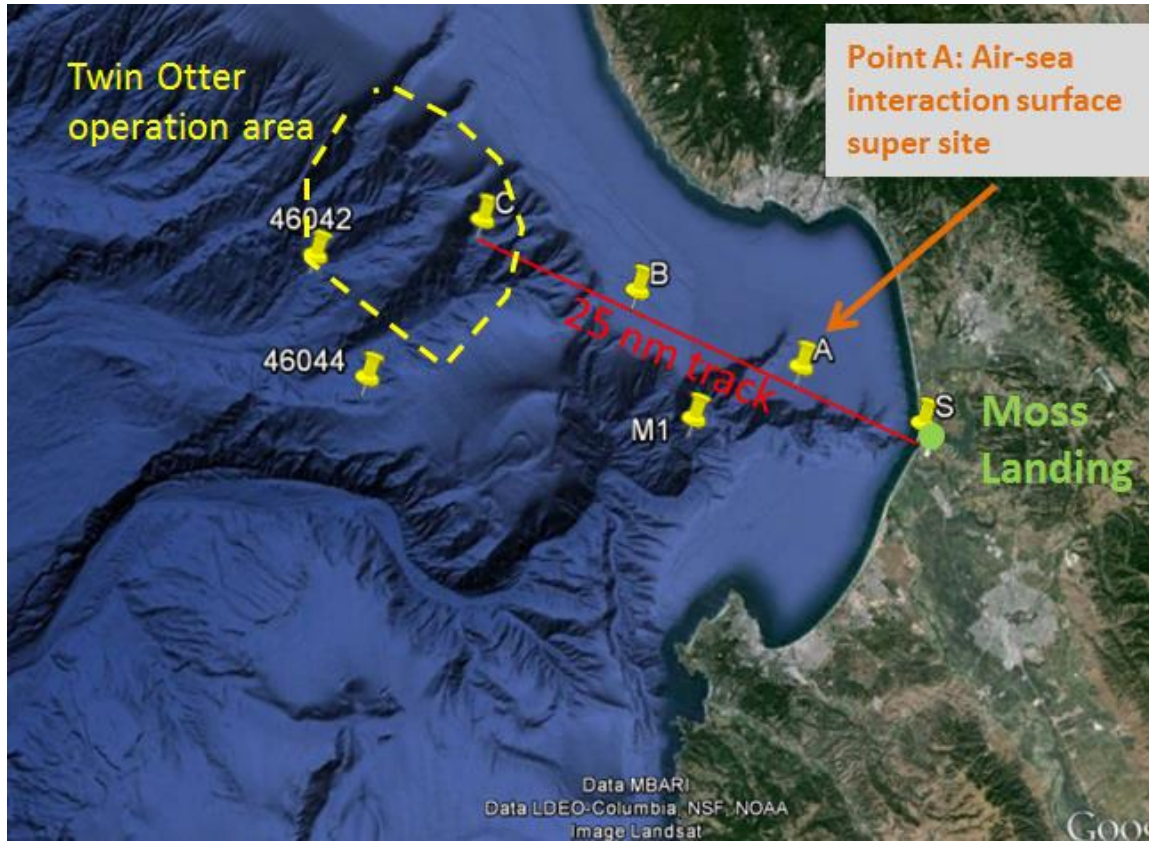 Twin Otter
operation area
Point A: Air-sea
interaction surface
super site
C
46042
B
25 nm track
A
46044
M1
S
Moss
Landing
Data MBARI
Data LDEO-Columbia, NSF, NOAA
Image Landsat
Goo